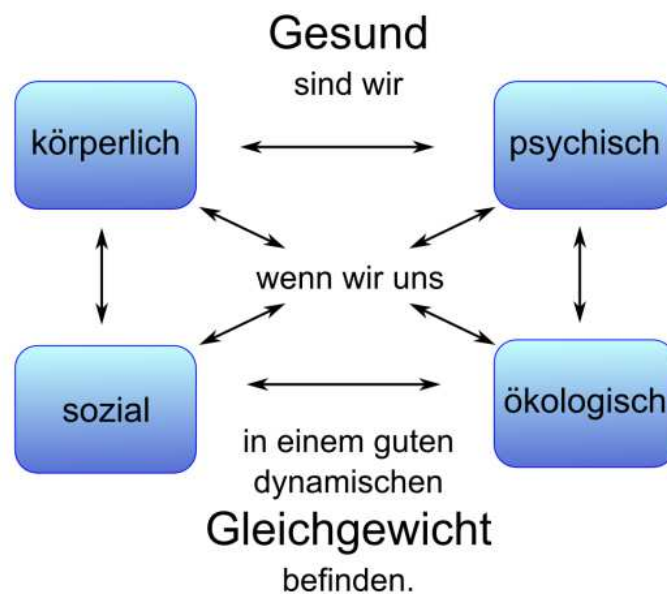 Gesund
sind wir
körperlich
psychisch
wenn wir uns
sozial
ökologisch
in einem guten
dynamischen
Gleichgewicht
befinden.